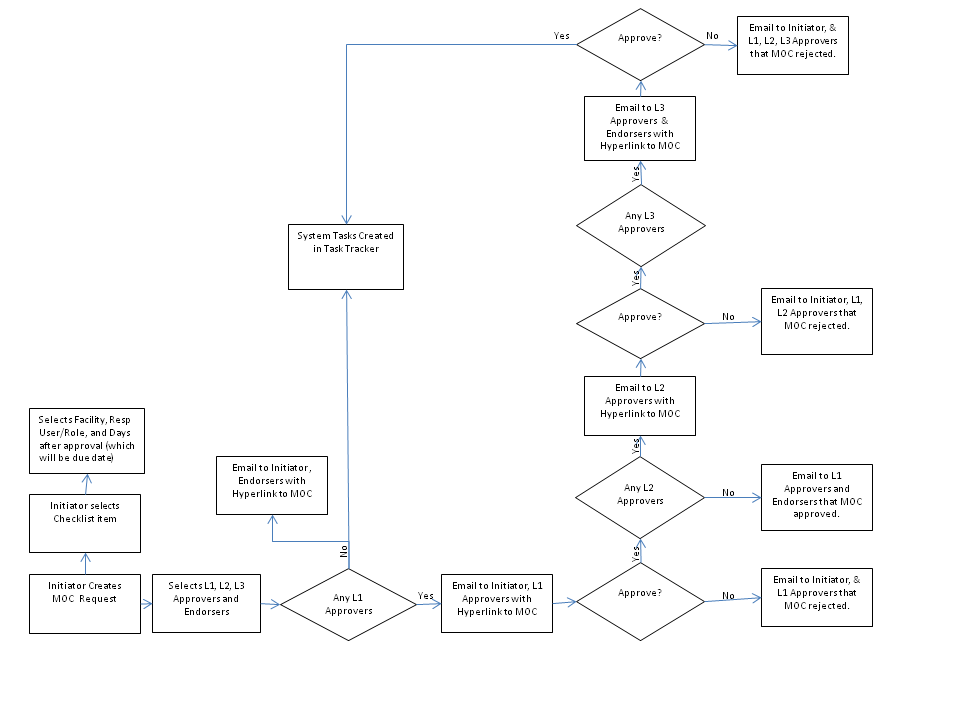 Yes
Approve?
No
Email to Initiator, &
L1, L2, L3 Approvers
that MOC rejected.
Email to L3
Approvers &
Endorsers with
Hyperlink to MOC
Yes
Any L3
Approvers
System Tasks Created
in Task Tracker
Yes
Approve?
No
Email to Initiator, L1,
L2 Approvers that
MOC rejected.
Email to L2
Approvers with
Hyperlink to MOC
Yes
Selects Facility, Resp
User/Role, and Days
after approval (which
will be due date)
Email to Initiator,
Endorsers with
Hyperlink to MOC
Any L2
Approvers
No
Email to L1
Approvers and
Endorsers that MOC
approved.
Initiator selects
Checklist item
No
Yes
Initiator Creates
MOC Request
Selects L1, L2, L3
Approvers and
Endorsers
Any L1
Approvers
Yes
Email to Initiator, L1
Approvers with
Hyperlink to MOC
Approve?
No
Email to Initiator, &
L1 Approvers that
MOC rejected.